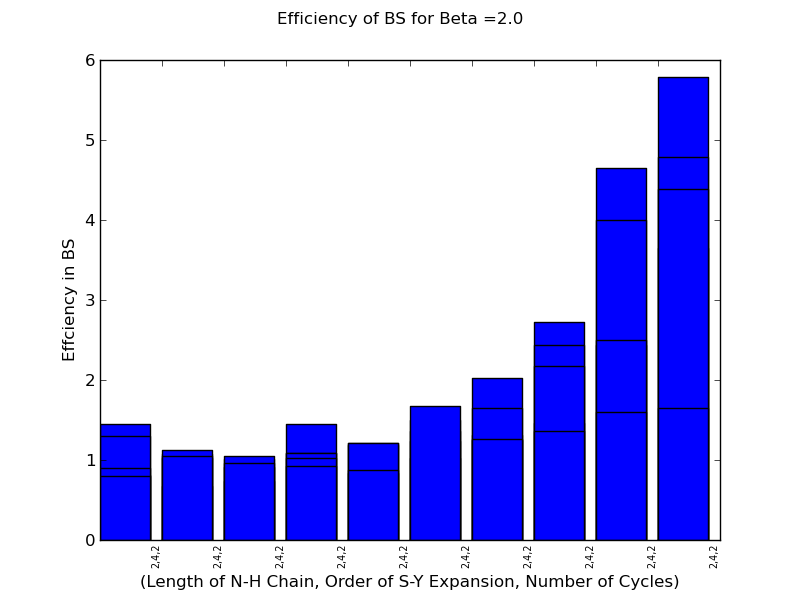 Efficiency of BS for Beta =2.0
6
5
4
3
2
1
0
Effciency in BS
2,4,2 2,4,2 2,4,2 2,4,2 2,4,2 2,4,2 2,4,2 2,4,2 2,4,2 2,4,2
(Length of N-H Chain, Order of S-Y Expansion, Number of Cycles)